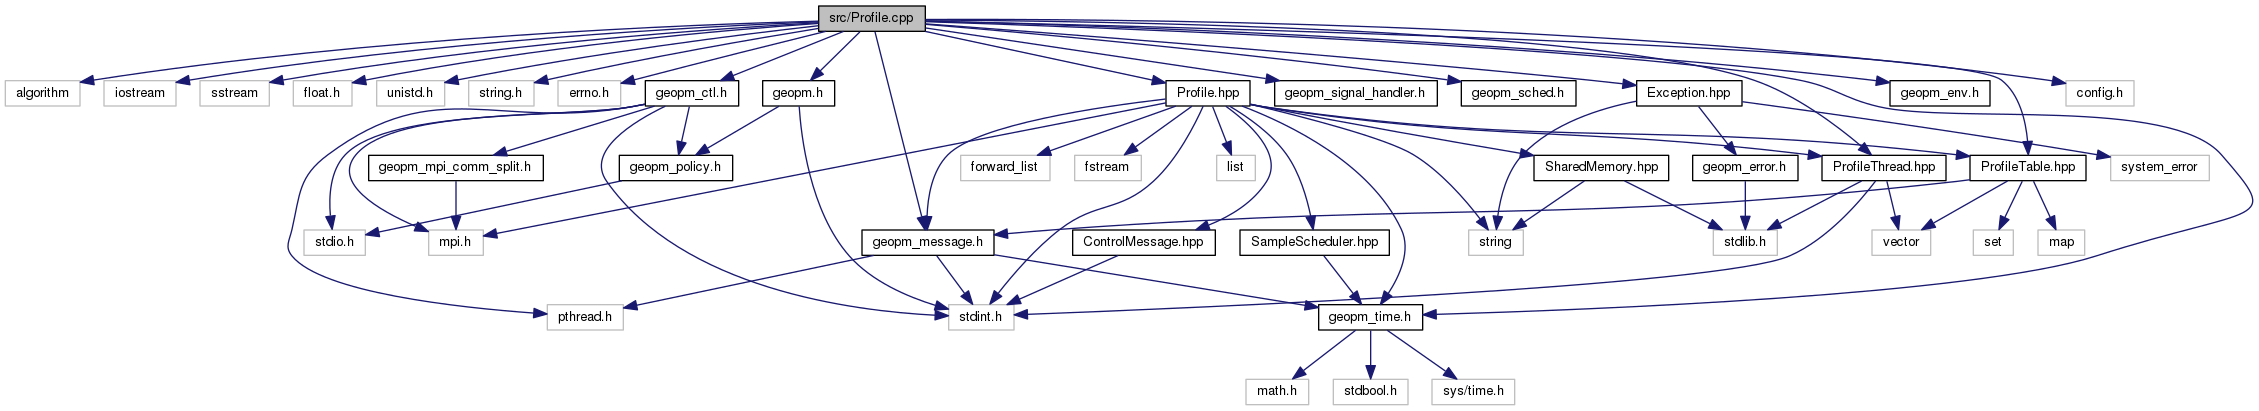 src/Profile.cpp
algorithm
iostream
sstream
float.h
unistd.h
string.h
errno.h
geopm_ctl.h
geopm.h
Profile.hpp
geopm_signal_handler.h
geopm_sched.h
Exception.hpp
geopm_env.h
config.h
geopm_mpi_comm_split.h
geopm_policy.h
forward_list
fstream
list
SharedMemory.hpp
geopm_error.h
ProfileThread.hpp
ProfileTable.hpp
system_error
stdio.h
mpi.h
geopm_message.h
ControlMessage.hpp
SampleScheduler.hpp
string
stdlib.h
vector
set
map
pthread.h
stdint.h
geopm_time.h
math.h
stdbool.h
sys/time.h